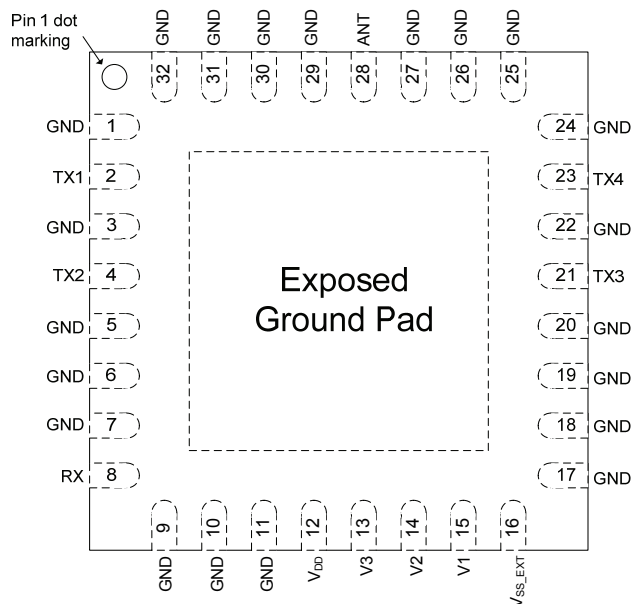 Pin 1 dot
marking
GND
GND
GND
GND
ANT
GND
GND
GND
32
31
30
29
28
27
26
25
GND 1
24 GND
TX1 2
23 TX4
GND 3
22 GND
TX2 4
21 TX3
Exposed
Ground Pad
GND 5
20 GND
GND 6
19 GND
GND 7
18 GND
RX 8
17 GND
9
10
11
12
13
14
15
16
GND
GND
GND
VDD
V3
V2
V1
VSS_EXT